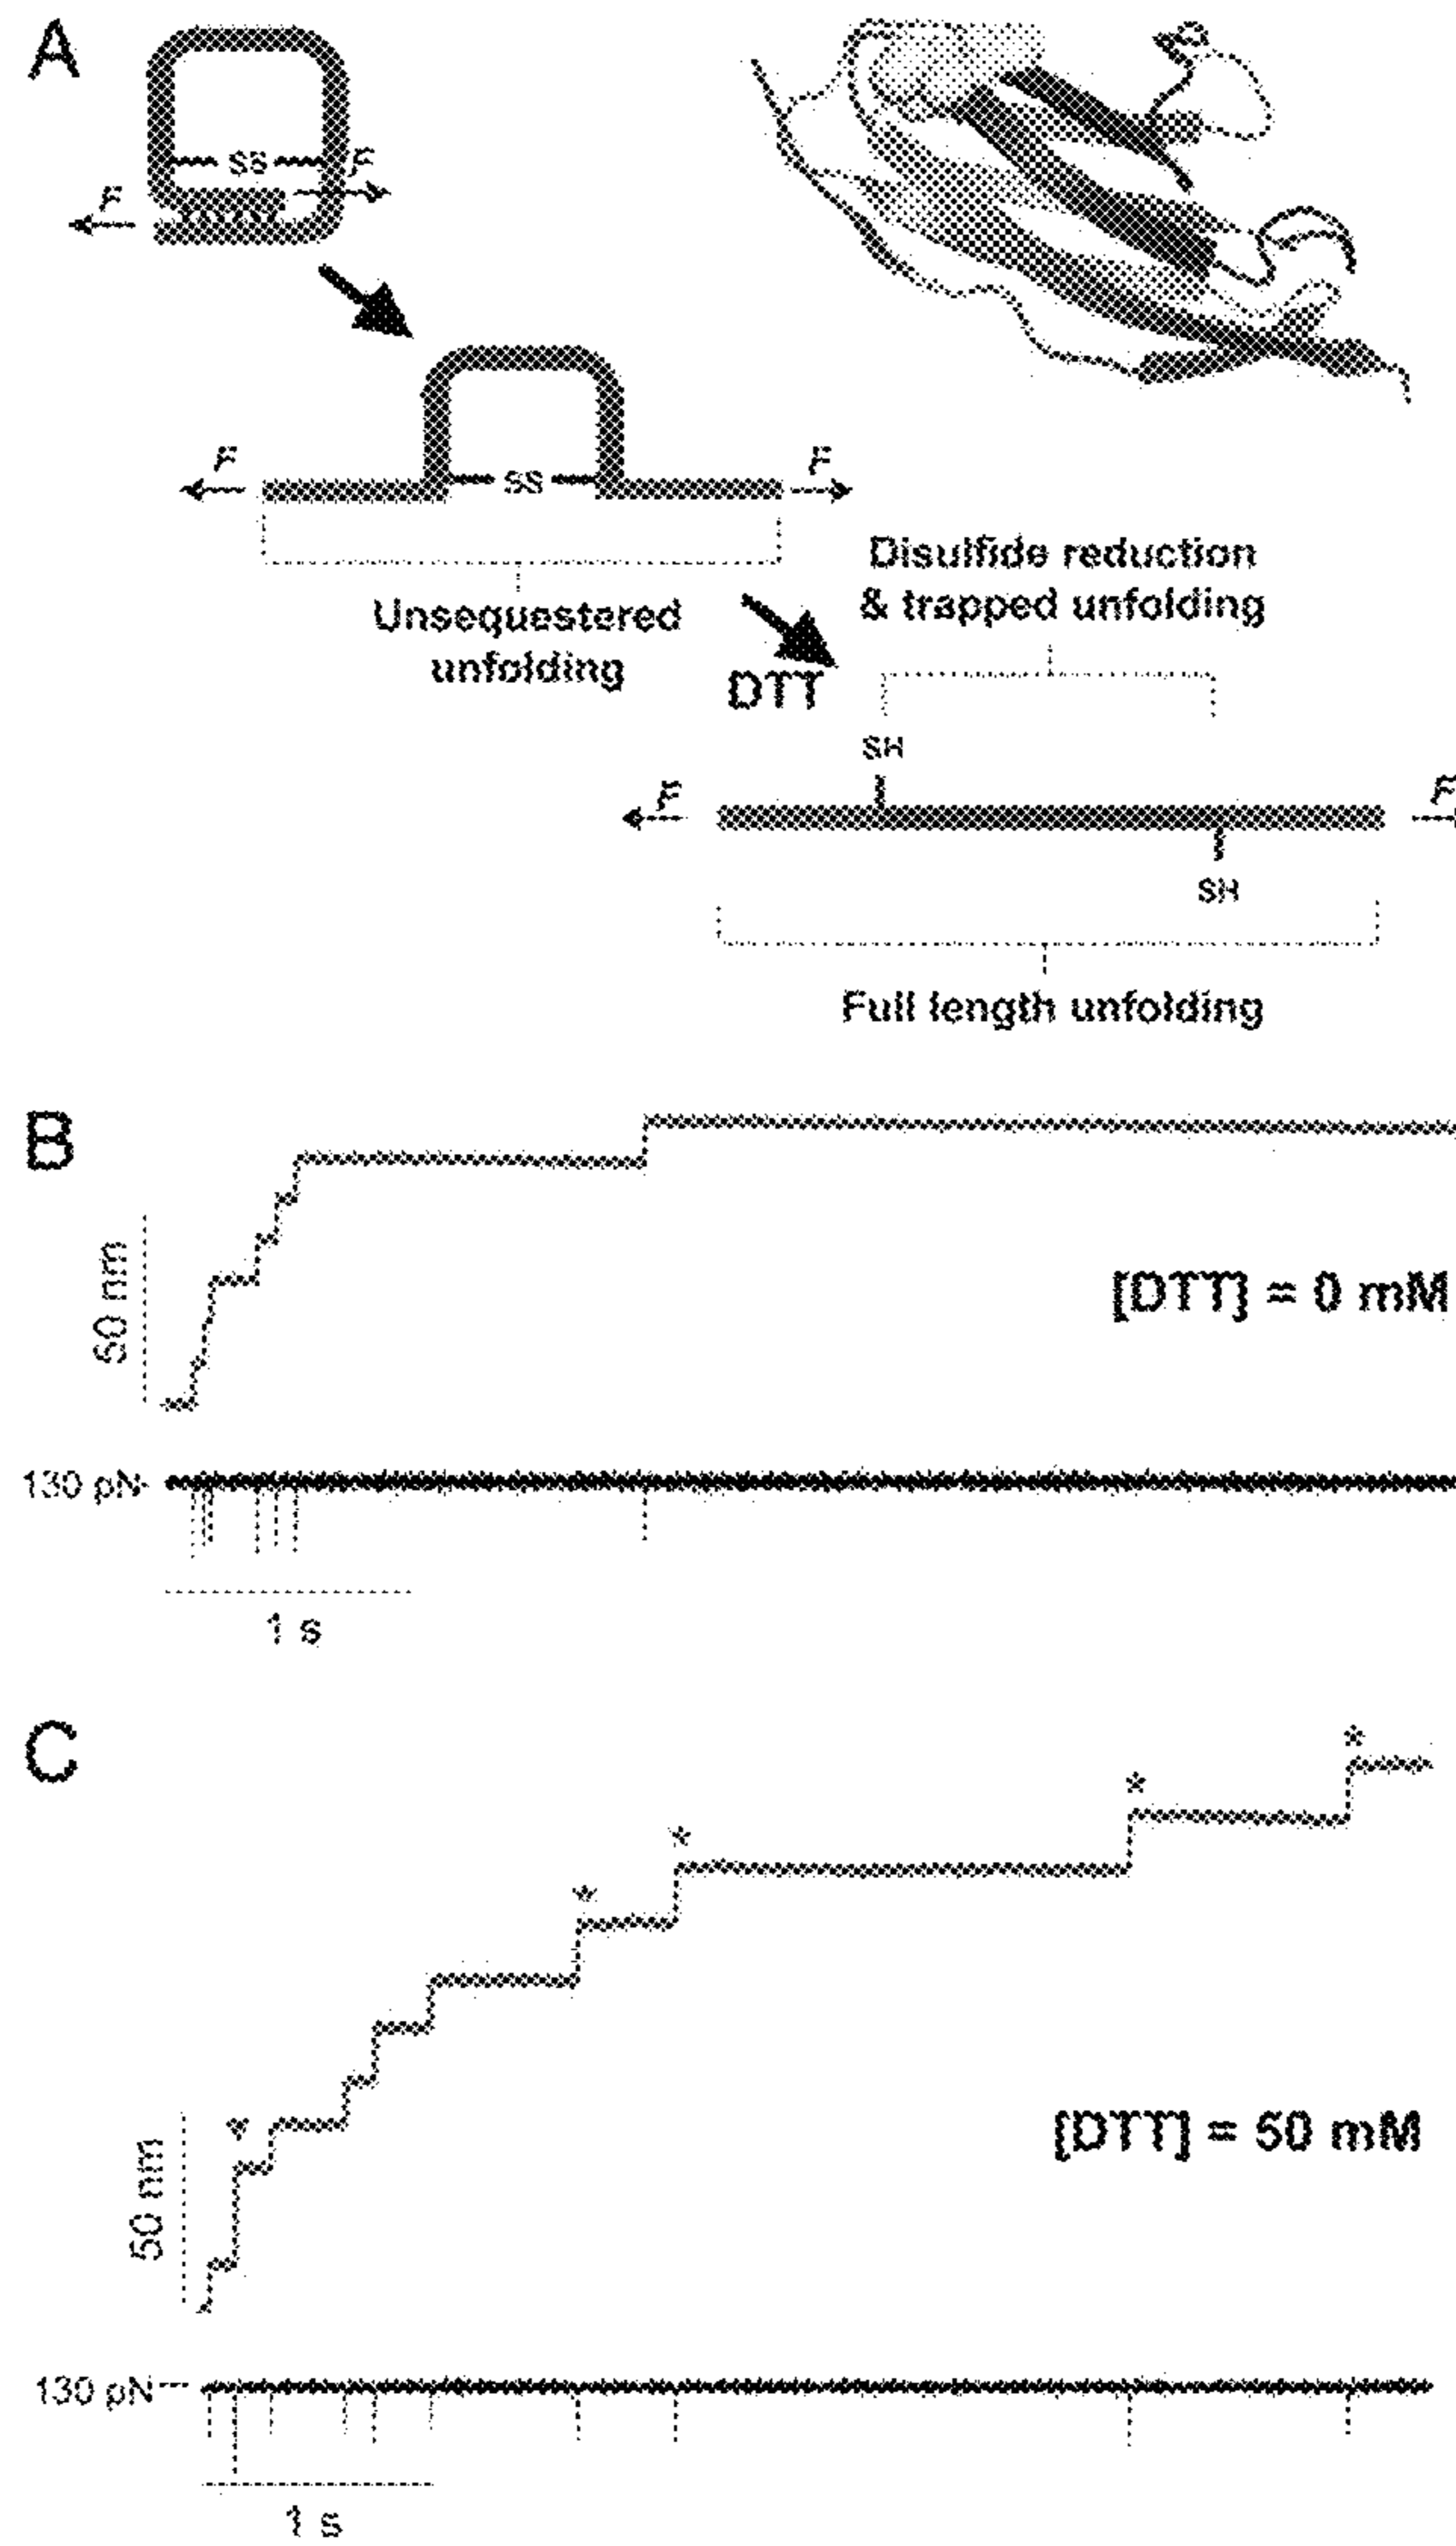 A
SS
F
F
F
SS
F
Unsequestered
unfolding
Disulfide reduction
& trapped unfolding
DTT
SH
F
F
SH
Full length unfolding
B
50 nm
[DTT] = 0 mM
130 pN
1 s
C
*
*
*
*
*
50 nm
[DTT] = 50 mM
130 pN
1 s